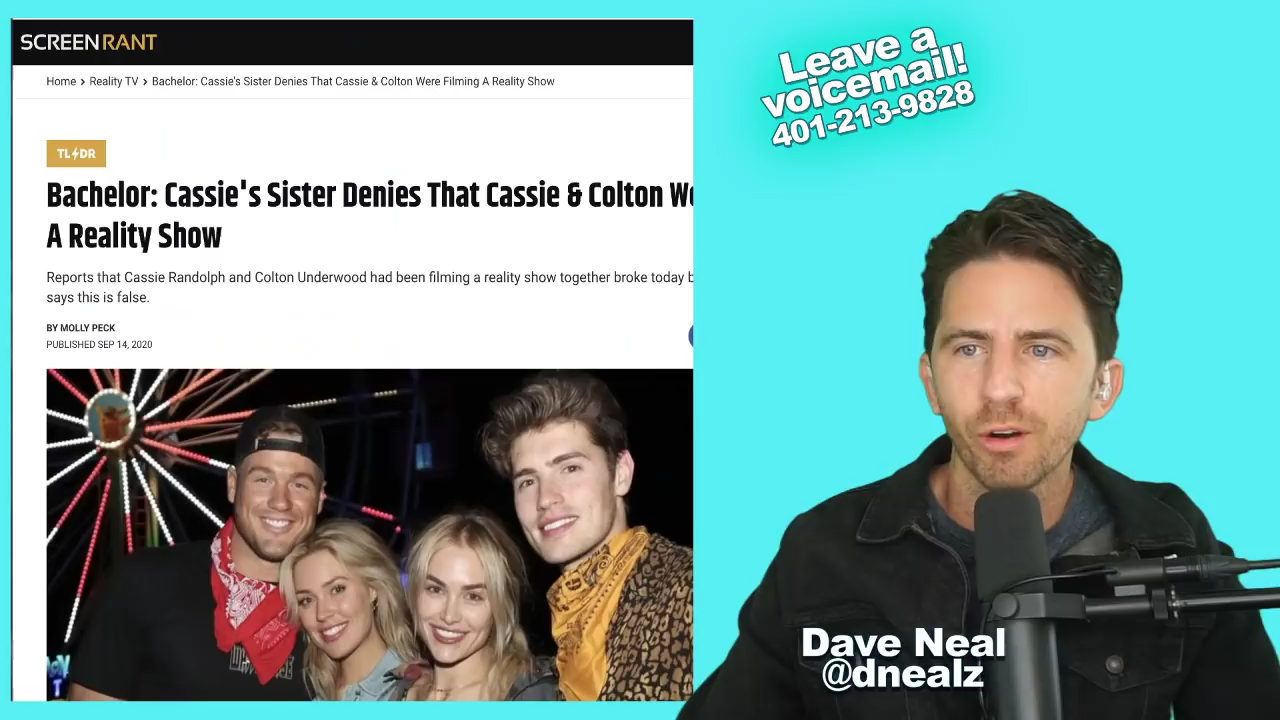 SCREENRANT
Home > Reality TV > Bachelor: Cassie's Sister Denies That Cassie & Colton Were Filming A Reality Show
TLDR
Bachelor: Cassie's Sister Denies That Cassie & Colton We
A Reality Show
Reports that Cassie Randolph and Colton Underwood had been filming a reality show together broke today b
says this is false.
BY MOLLY PECK
PUBLISHED SEP 14, 2020
Leave a
voicemail!
401-213-9828
Dave Neal
@dnealz